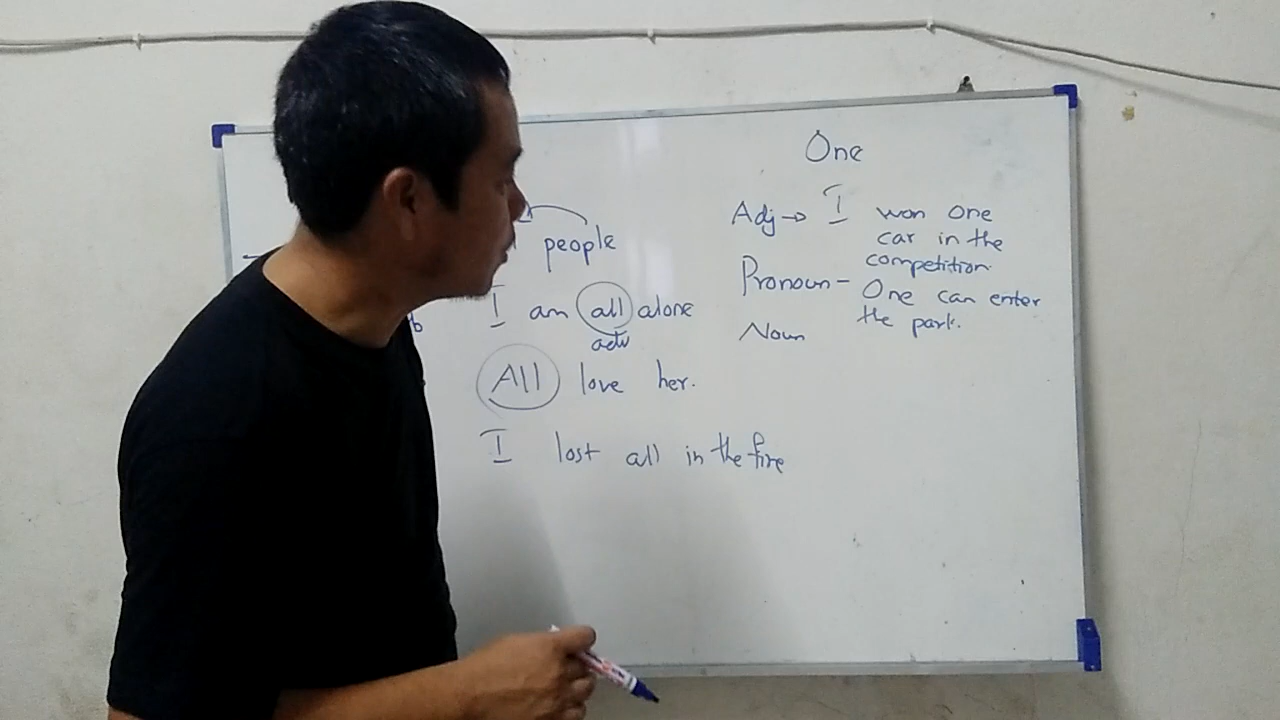 people
I am all alone
adv
All love her.
I lost all in the fire
One
Adj → I won one
car in the
competition.
Pronoun - One can enter
the park.
Noun